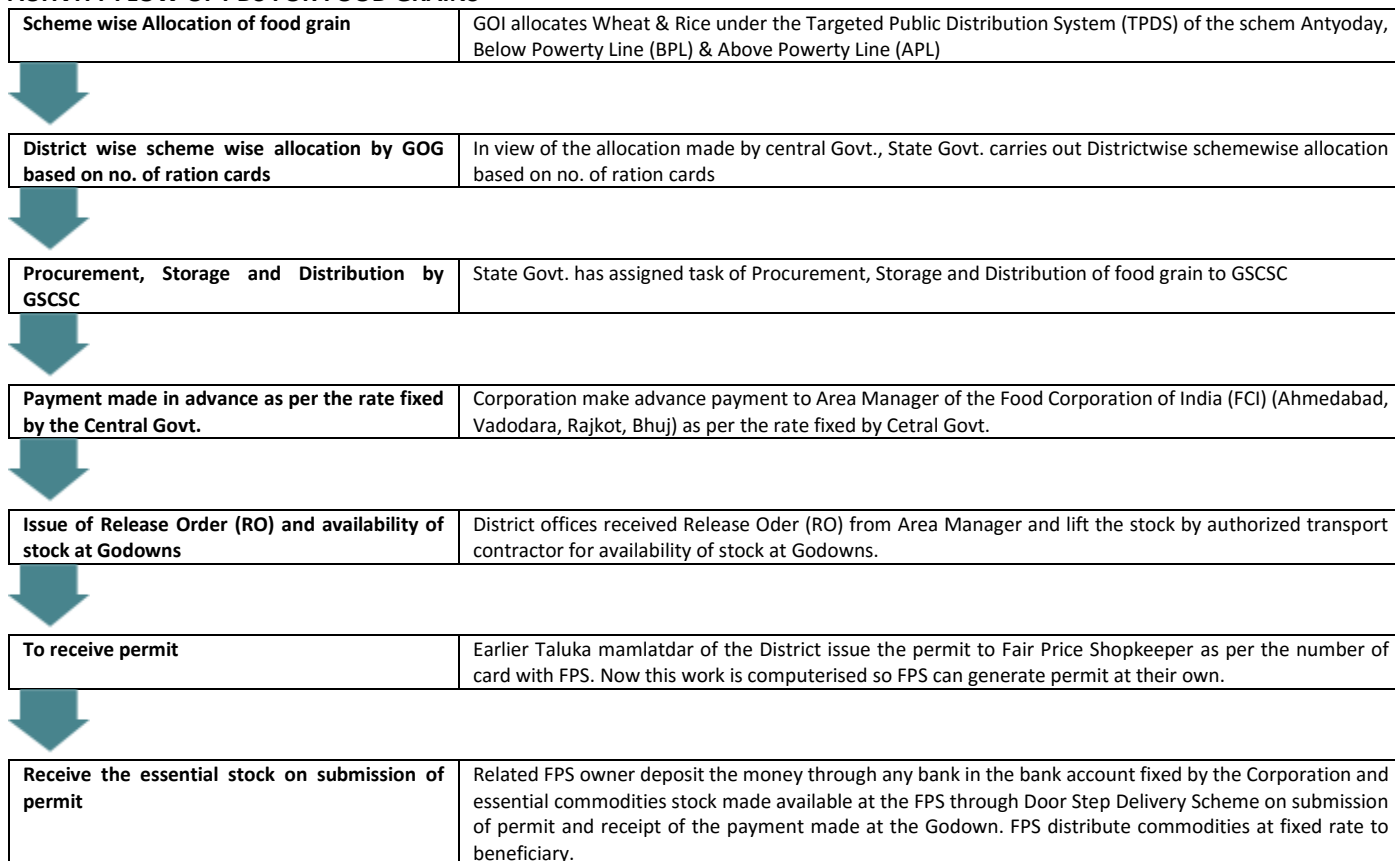 Scheme wise Allocation of food grain
GOI allocates Wheat & Rice under the Targeted Public Distribution System (TPDS) of the schem Antyoday,
Below Powerty Line (BPL) & Above Powerty Line (APL)
District wise scheme wise allocation by GOG
based on no. of ration cards
In view of the allocation made by central Govt., State Govt. carries out Districtwise schemewise allocation
based on no. of ration cards
Procurement, Storage and Distribution by
GSCSC
State Govt. has assigned task of Procurement, Storage and Distribution of food grain to GSCSC
Payment made in advance as per the rate fixed
by the Central Govt.
Corporation make advance payment to Area Manager of the Food Corporation of India (FCI) (Ahmedabad,
Vadodara, Rajkot, Bhuj) as per the rate fixed by Cetral Govt.
Issue of Release Order (RO) and availability of
stock at Godowns
District offices received Release Oder (RO) from Area Manager and lift the stock by authorized transport
contractor for availability of stock at Godowns.
To receive permit
Earlier Taluka mamlatdar of the District issue the permit to Fair Price Shopkeeper as per the number of
card with FPS. Now this work is computerised so FPS can generate permit at their own.
Receive the essential stock on submission of
permit
Related FPS owner deposit the money through any bank in the bank account fixed by the Corporation and
essential commodities stock made available at the FPS through Door Step Delivery Scheme on submission
of permit and receipt of the payment made at the Godown. FPS distribute commodities at fixed rate to
beneficiary.